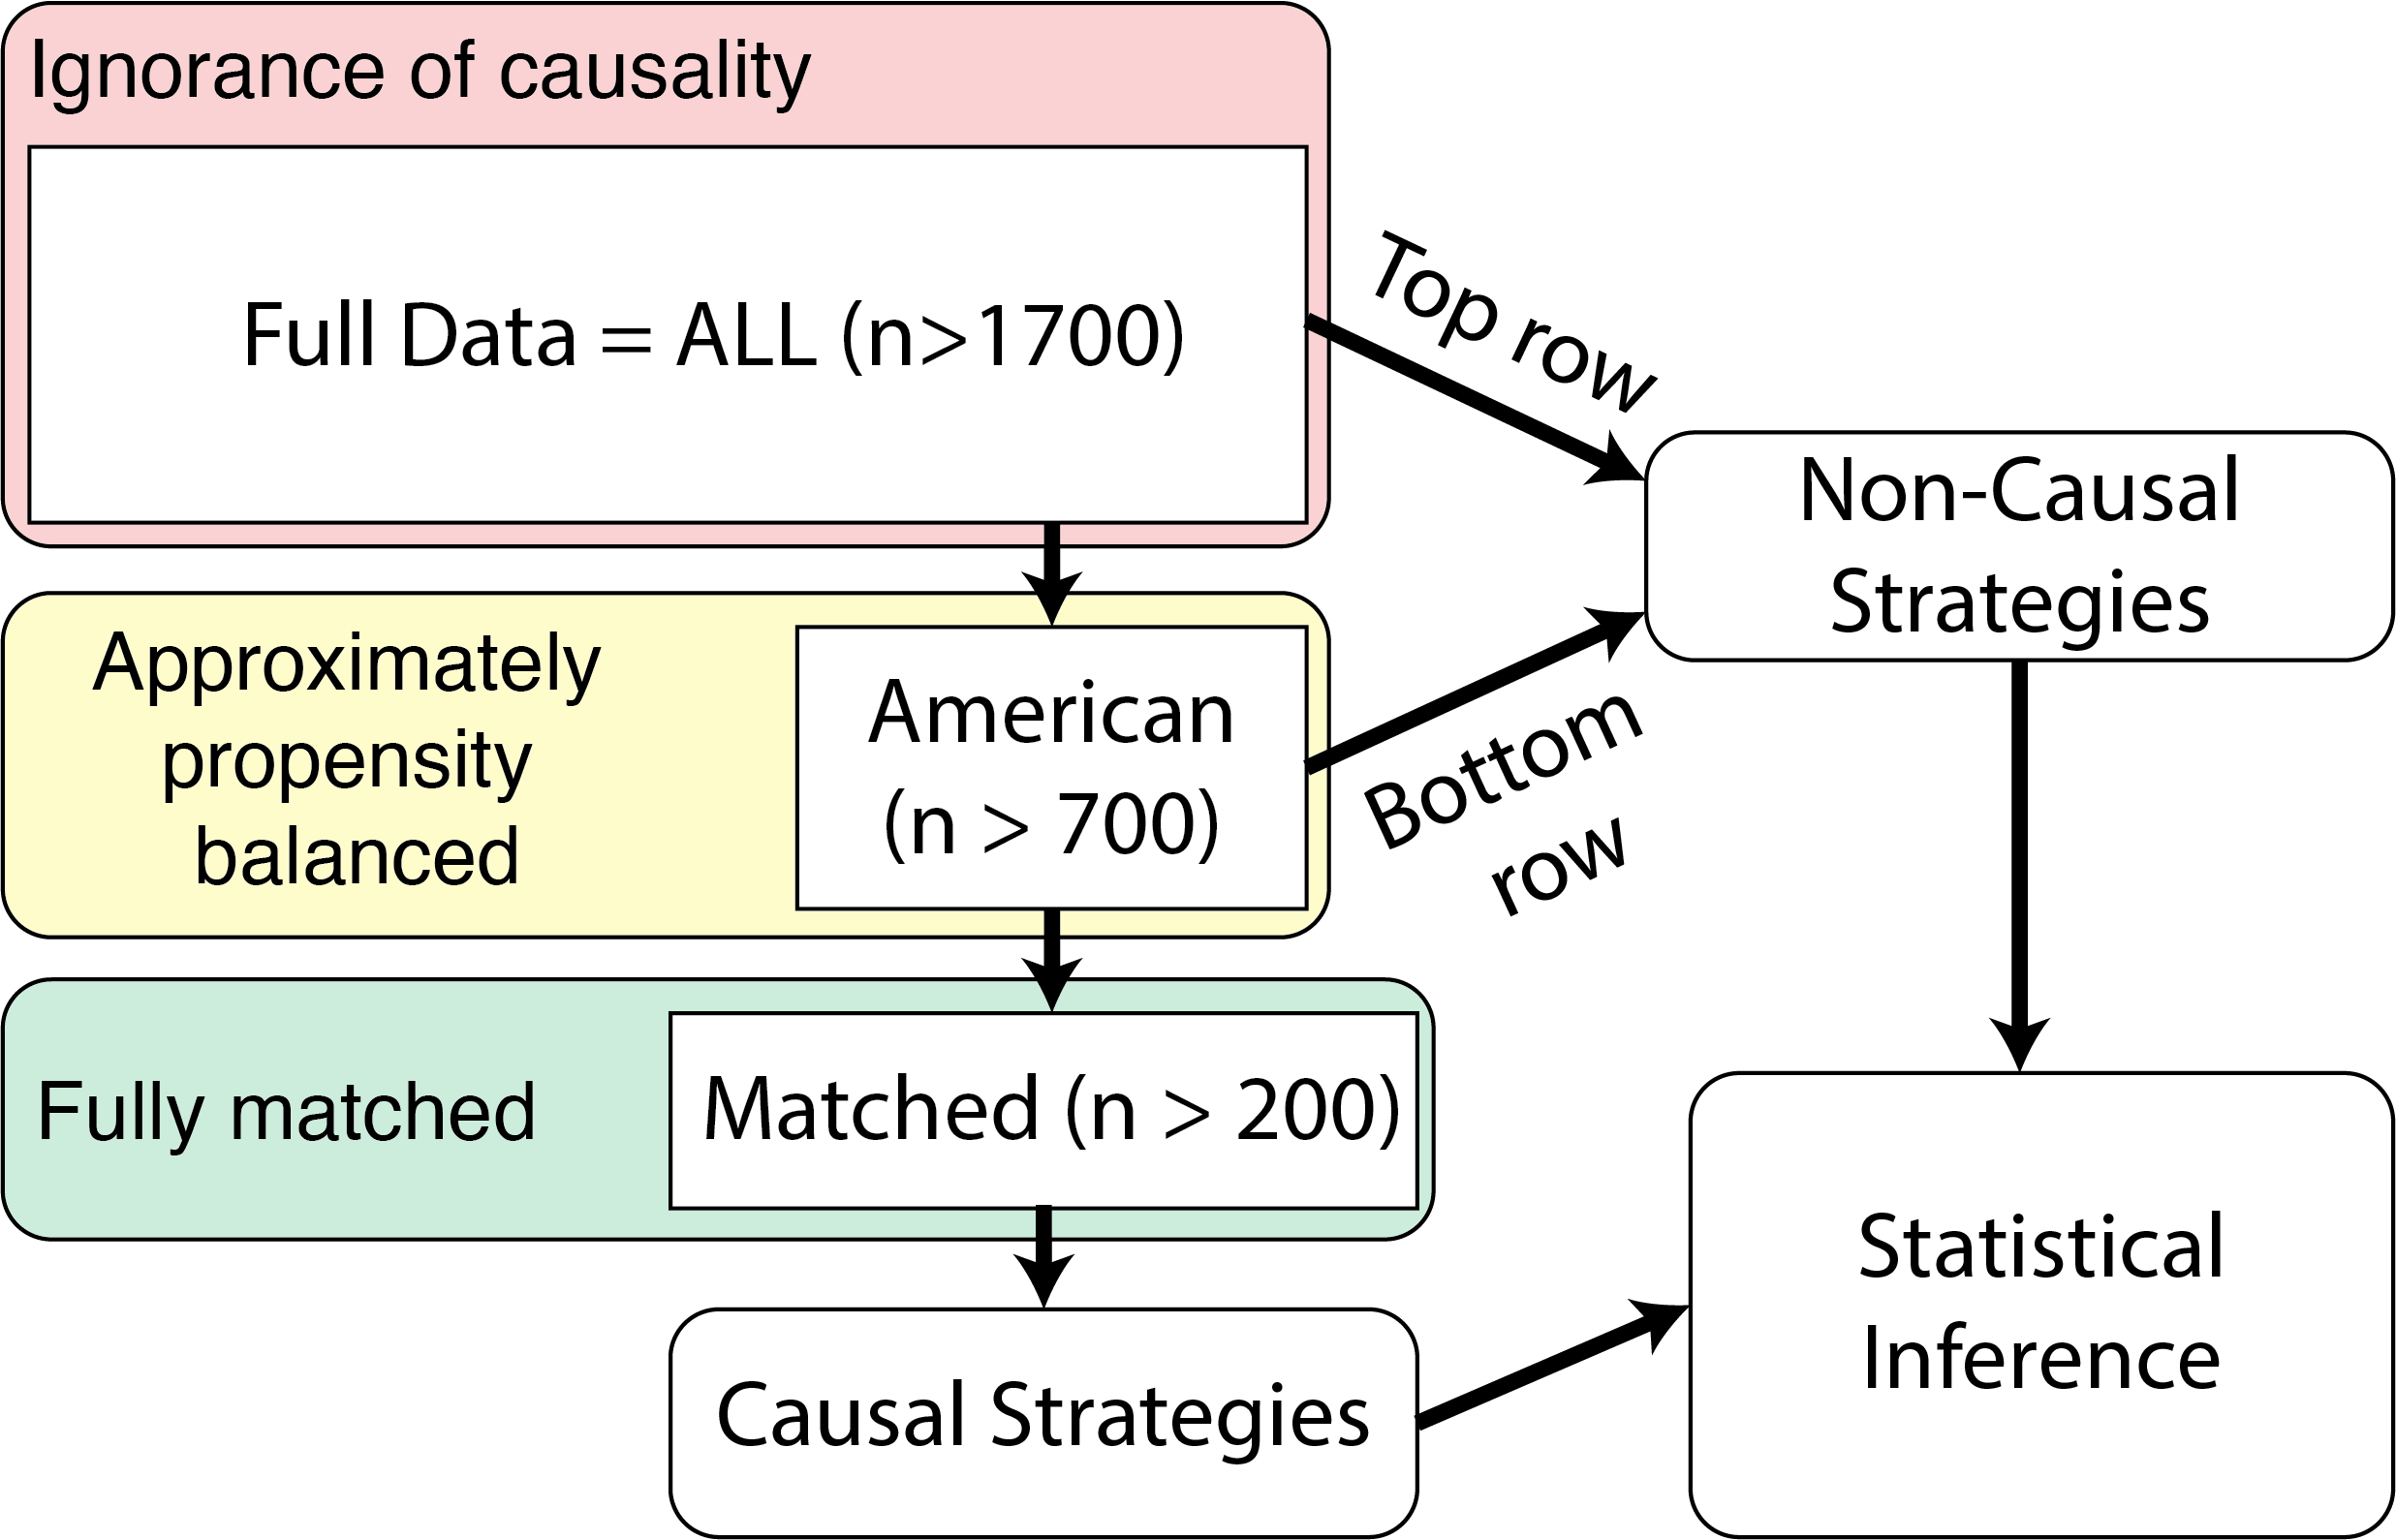 Ignorance of causality
Full Data = ALL (n>1700)
Top row
Non-Causal
Strategies
Approximately
propensity
balanced
American
(n > 700)
Bottom
row
Fully matched
Matched (n > 200)
Causal Strategies
Statistical
Inference